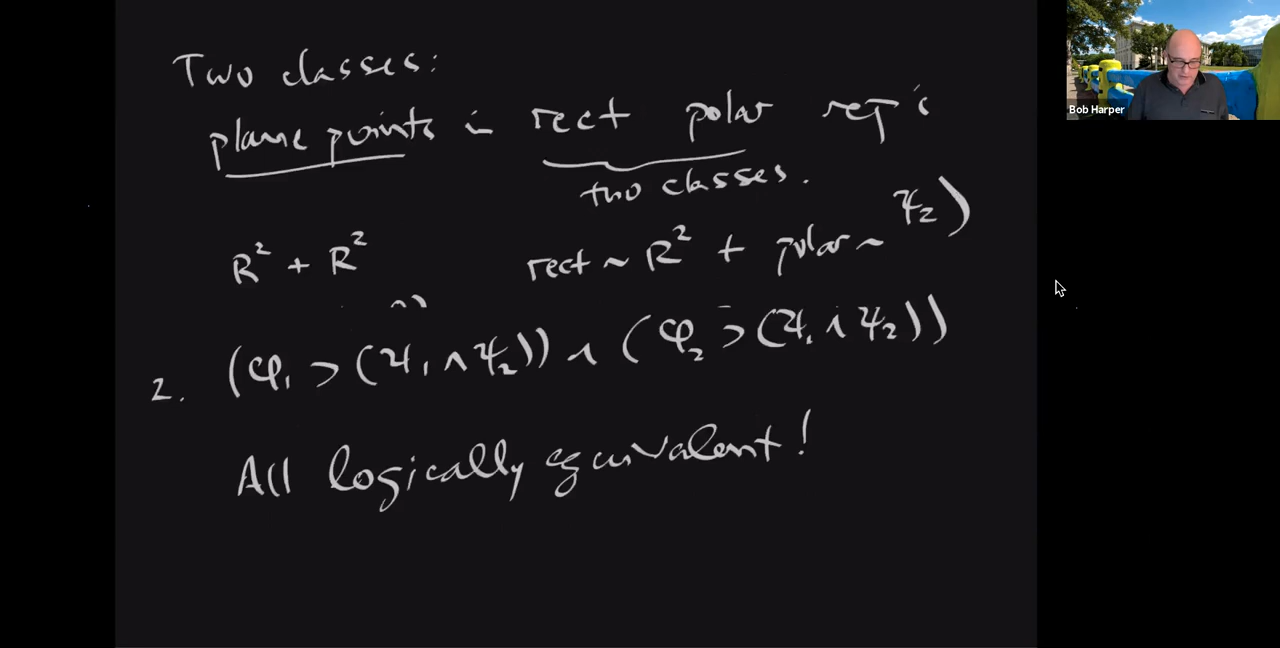 Two classes:
plane points in rect polar rep's
two classes.
R² + R² rect ~ R² + polar ~ ψ₂)
2. (φ₁ ⊃ (ψ₁ ∧ ψ₂)) ∧ (φ₂ ⊃ (ψ₁ ∧ ψ₂))
All logically equivalent!
Bob Harper